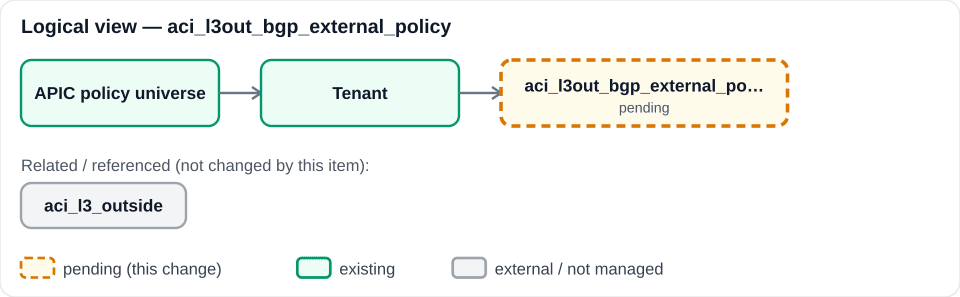 Logical view — aci_l3out_bgp_external_policy
APIC policy universe
Tenant
aci_l3out_bgp_external_po...
pending
Related / referenced (not changed by this item):
aci_l3_outside
pending (this change)
existing
external / not managed